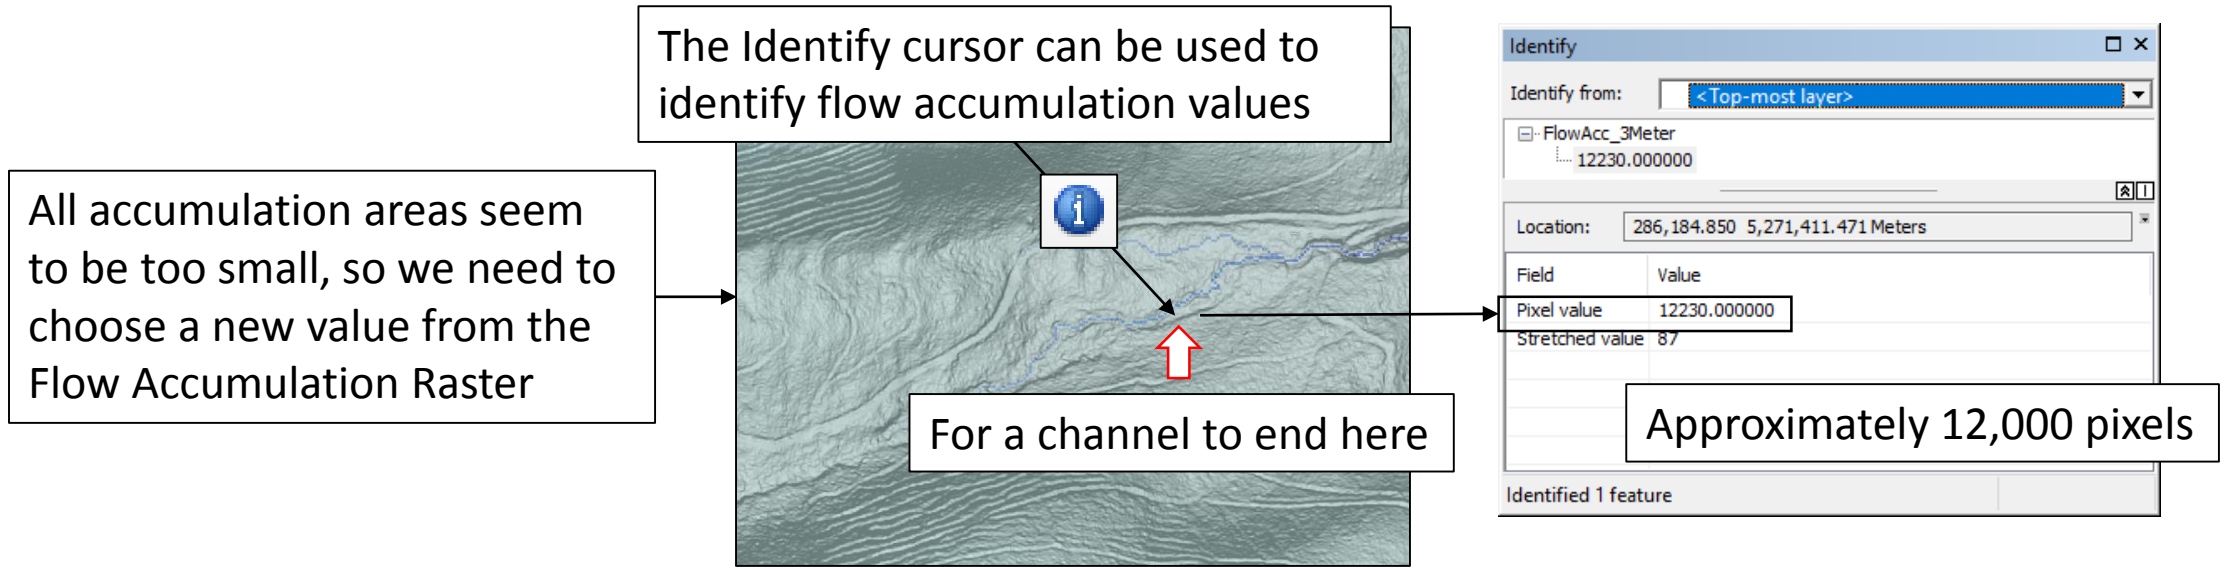 The Identify cursor can be used to
identify flow accumulation values
All accumulation areas seem
to be too small, so we need to
choose a new value from the
Flow Accumulation Raster
For a channel to end here
Identify
Identify from:
<Top-most layer>
FlowAcc_3Meter
12230.000000
Location:
286,184.850 5,271,411.471 Meters
Field Value
Pixel value 12230.000000
Stretched value 87
Approximately 12,000 pixels
Identified 1 feature